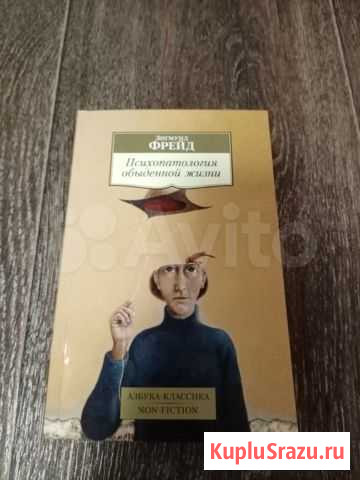 Зигмунд
ФРЕЙД
Психопатология
обыденной жизни
Avito
АЗБУКА-КЛАССИКА
NON-FICTION
KupluSrazu.ru